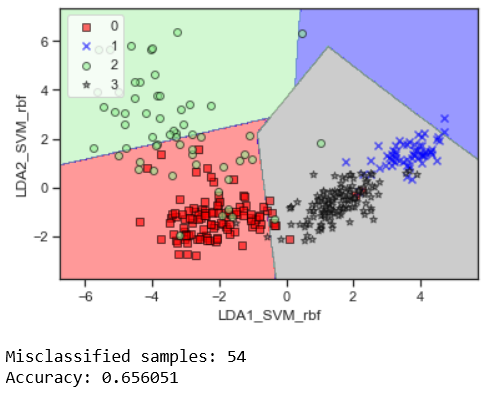 0
1
2
3
6
4
2
0
−2
LDA2_SVM_rbf
−6 −4 −2 0 2 4
LDA1_SVM_rbf
Misclassified samples: 54
Accuracy: 0.656051